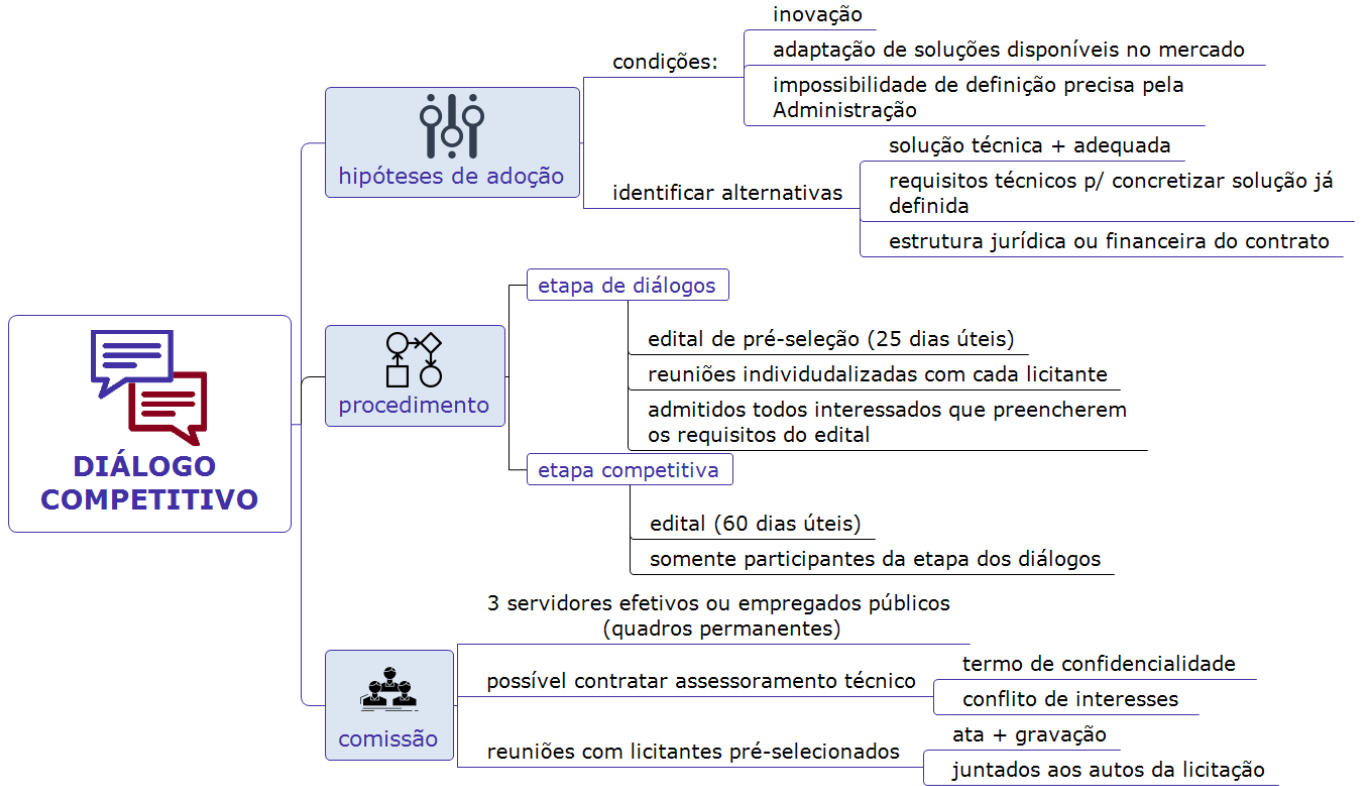 DIÁLOGO
COMPETITIVO
hipóteses de adoção
condições:
inovação
adaptação de soluções disponíveis no mercado
impossibilidade de definição precisa pela
Administração
identificar alternativas
solução técnica + adequada
requisitos técnicos p/ concretizar solução já
definida
estrutura jurídica ou financeira do contrato
procedimento
etapa de diálogos
edital de pré-seleção (25 dias úteis)
reuniões individudalizadas com cada licitante
admitidos todos interessados que preencherem
os requisitos do edital
etapa competitiva
edital (60 dias úteis)
somente participantes da etapa dos diálogos
comissão
3 servidores efetivos ou empregados públicos
(quadros permanentes)
possível contratar assessoramento técnico
termo de confidencialidade
conflito de interesses
reuniões com licitantes pré-selecionados
ata + gravação
juntados aos autos da licitação